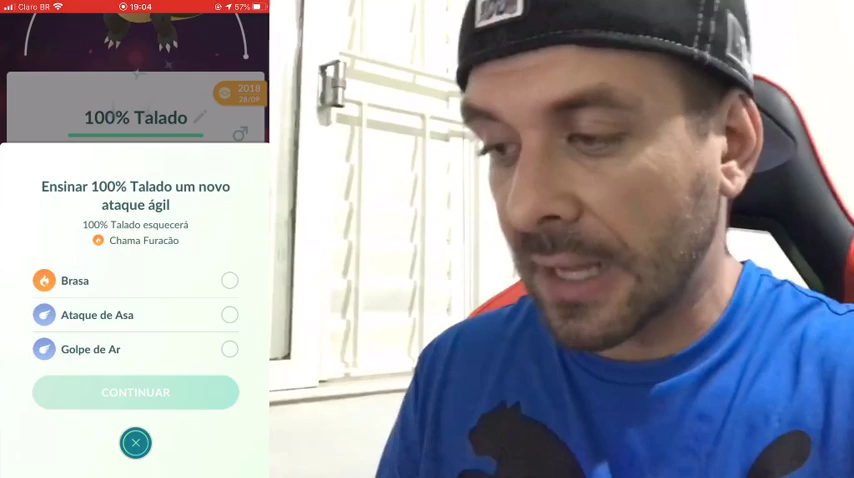 Claro BR
19:04
57%
2018
28/09
100% Talado
Ensinar 100% Talado um novo
ataque ágil
100% Talado esquecerá
Chama Furacão
Brasa
Ataque de Asa
Golpe de Ar
CONTINUAR